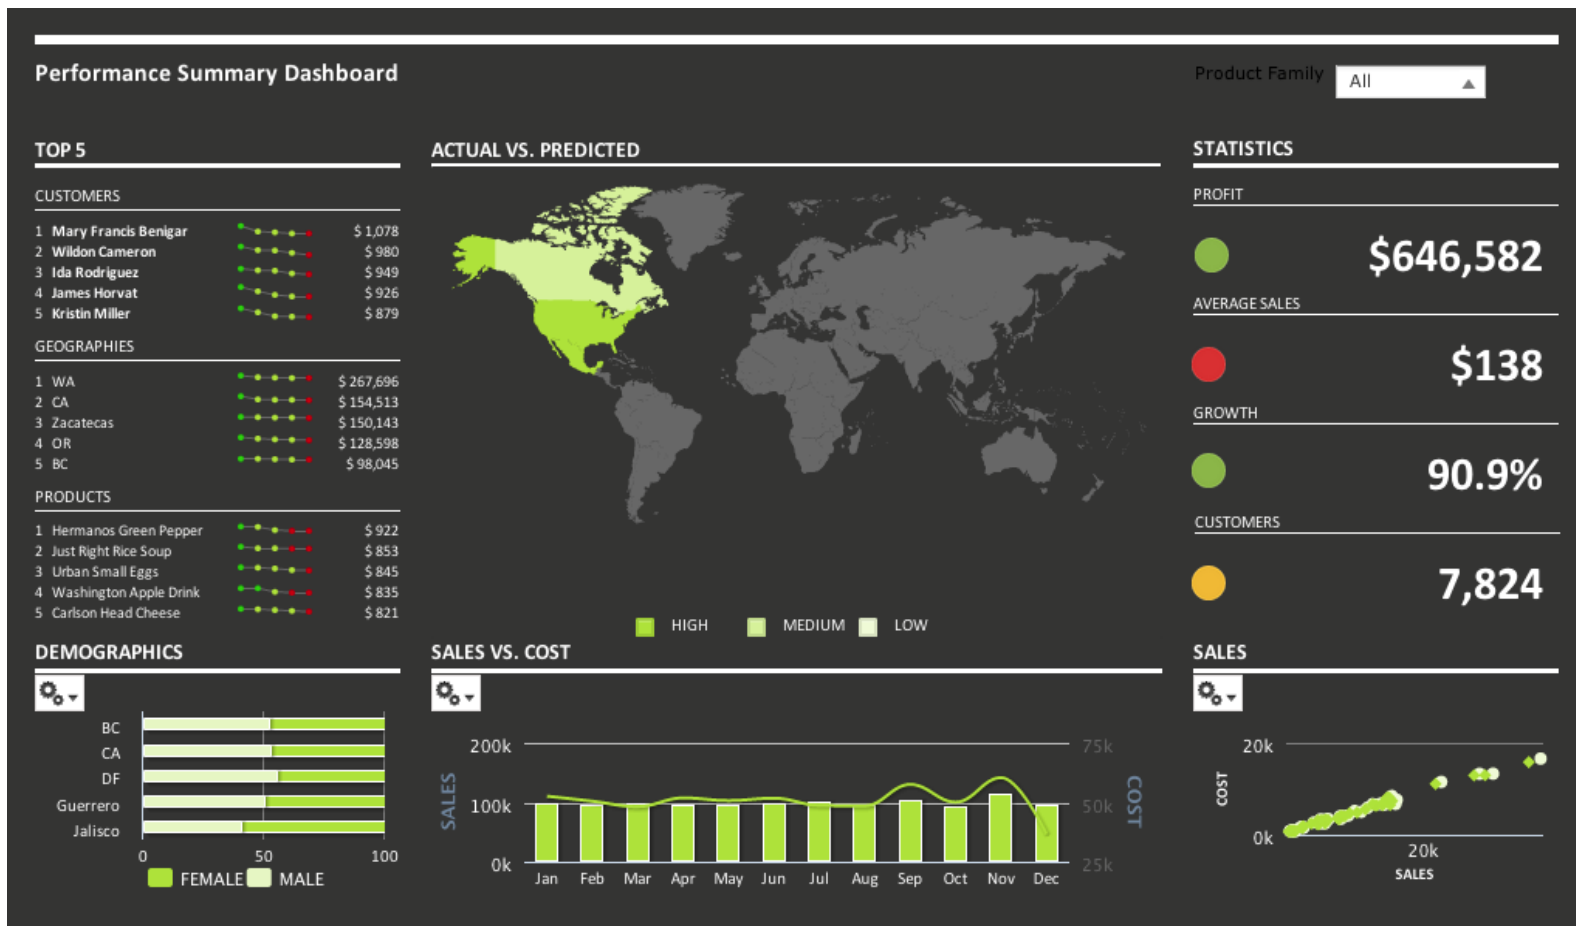 Performance Summary Dashboard
Product Family
All
TOP 5
CUSTOMERS
1 Mary Francis Benigar $ 1,078
2 Wildon Cameron $ 980
3 Ida Rodriguez $ 949
4 James Horvat $ 926
5 Kristin Miller $ 879
GEOGRAPHIES
1 WA $ 267,696
2 CA $ 154,513
3 Zacatecas $ 150,143
4 OR $ 128,598
5 BC $ 98,045
PRODUCTS
1 Hermanos Green Pepper $ 922
2 Just Right Rice Soup $ 853
3 Urban Small Eggs $ 845
4 Washington Apple Drink $ 835
5 Carlson Head Cheese $ 821
ACTUAL VS. PREDICTED
HIGH MEDIUM LOW
STATISTICS
PROFIT
$646,582
AVERAGE SALES
$138
GROWTH
90.9%
CUSTOMERS
7,824
DEMOGRAPHICS
BC
CA
DF
Guerrero
Jalisco
0 50 100
FEMALE MALE
SALES VS. COST
200k 75k
SALES
COST
100k 50k
0k 25k
Jan Feb Mar Apr May Jun Jul Aug Sep Oct Nov Dec
SALES
20k
COST
0k
20k
SALES